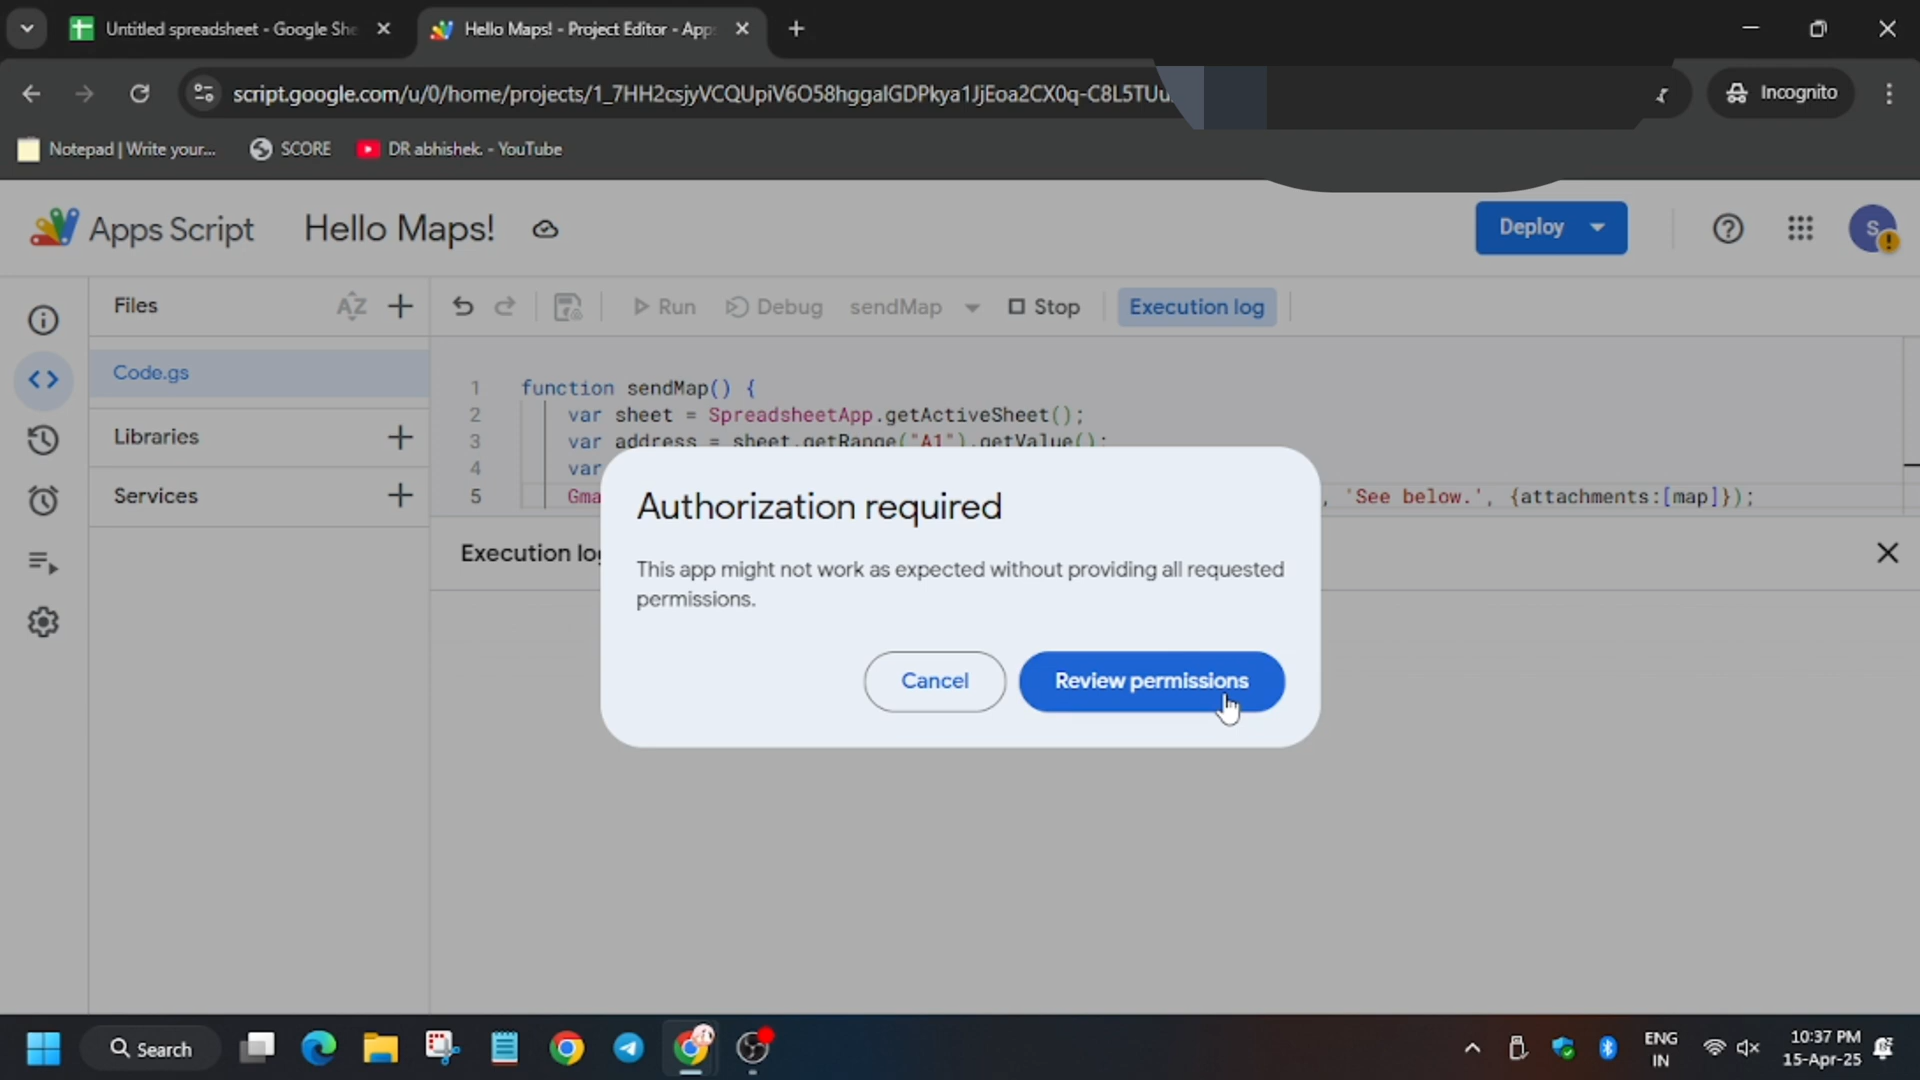 Untitled spreadsheet - Google She
Hello Maps! - Project Editor - Apps
script.google.com/u/0/home/projects/1_7HH2csjyVCQUpiV6O58hggalGDPkya1JjEoa2CX0q-C8L5TUu
Incognito
Notepad | Write your...
SCORE
DR abhishek. - YouTube
Apps Script
Hello Maps!
Deploy
S
Files
AZ
Run
Debug
sendMap
Stop
Execution log
Code.gs
Libraries
Services
1 function sendMap() {
2 var sheet = SpreadsheetApp.getActiveSheet();
3 var address = sheet.getRange("A1").getValue();
4 var
5 Gma , 'See below.', {attachments:[map]});
Execution log
Authorization required
This app might not work as expected without providing all requested
permissions.
Cancel
Review permissions
Search
ENG
IN
10:37 PM
15-Apr-25